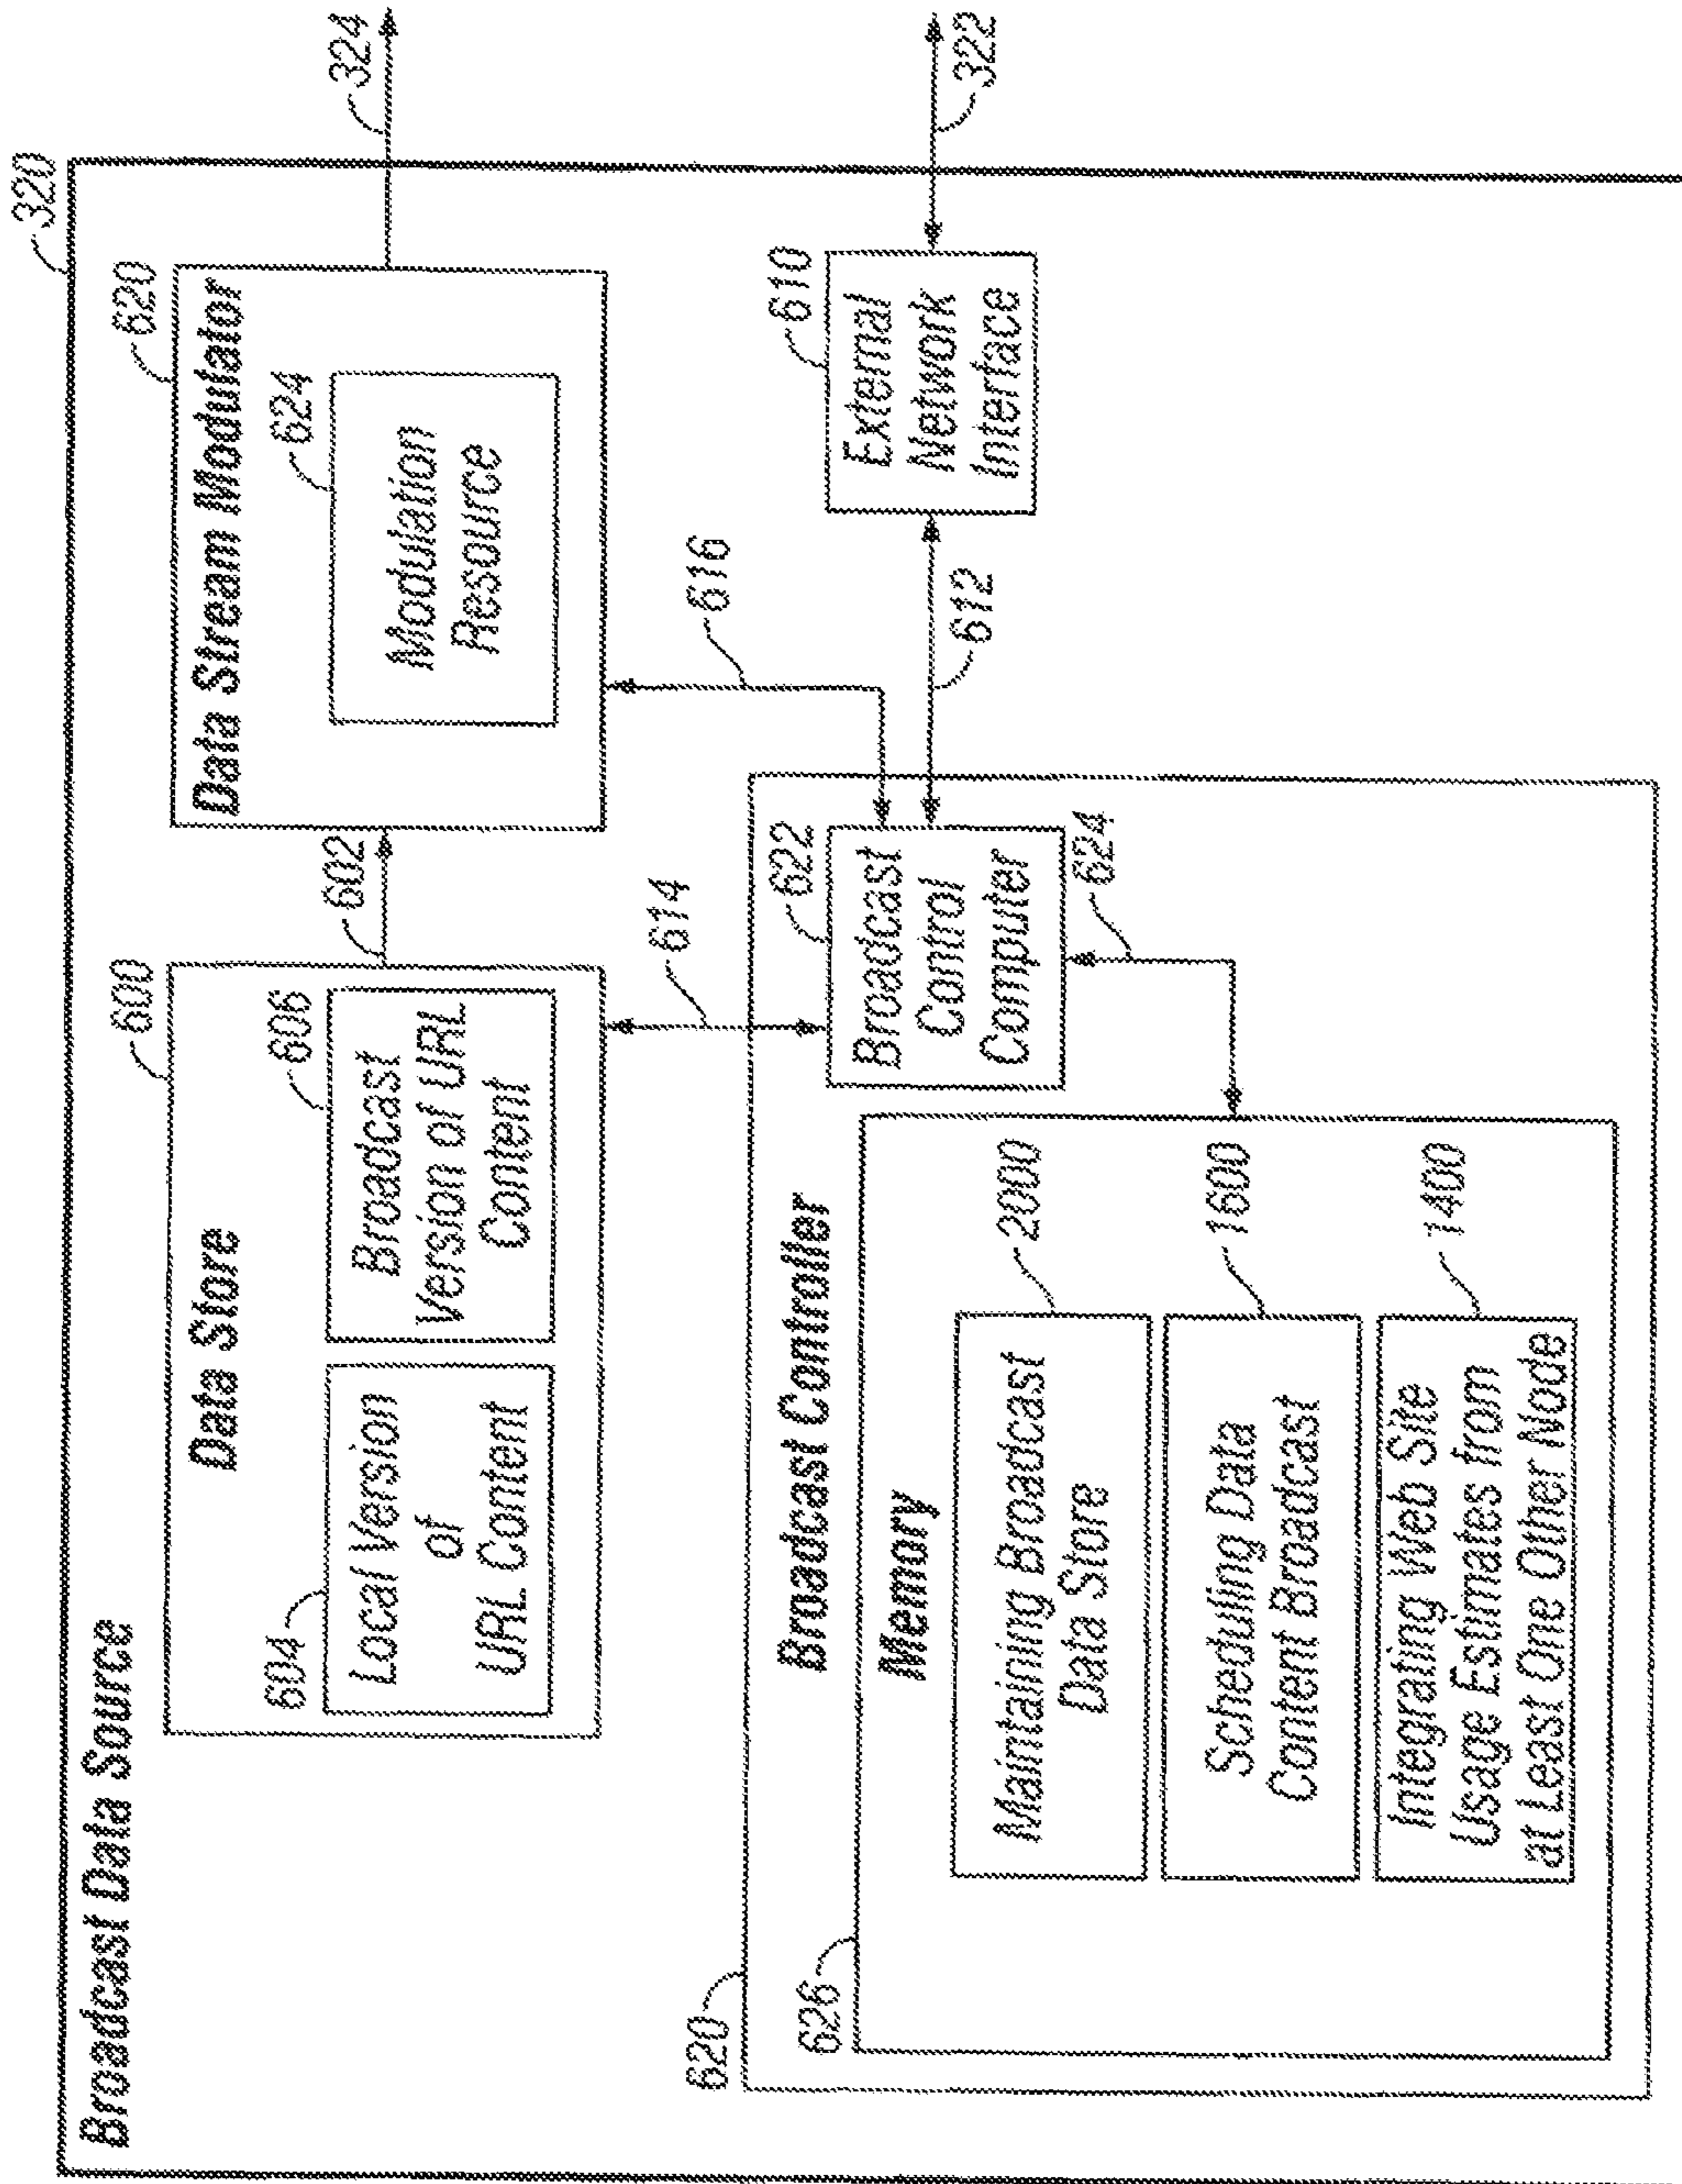 Broadcast Data Source
320
600
Data Store
604
Local Version
of
URL Content
606
Broadcast
Version of URL
Content
602
620
Data Stream Modulator
624
Modulation
Resource
324
614
616
620
Broadcast Controller
622
Broadcast
Control
Computer
612
610
External
Network
Interface
322
624
626
Memory
Maintaining Broadcast
Data Store
2000
Scheduling Data
Content Broadcast
1600
Integrating Web Site
Usage Estimates from
at Least One Other Node
1400